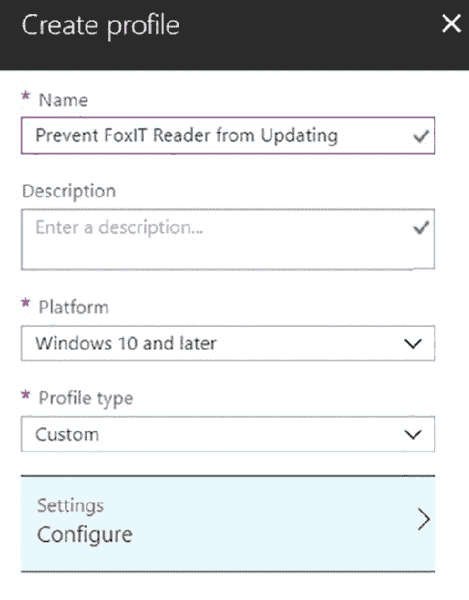 Create profile
* Name
Prevent FoxIT Reader from Updating
Description
Enter a description...
* Platform
Windows 10 and later
* Profile type
Custom
Settings
Configure